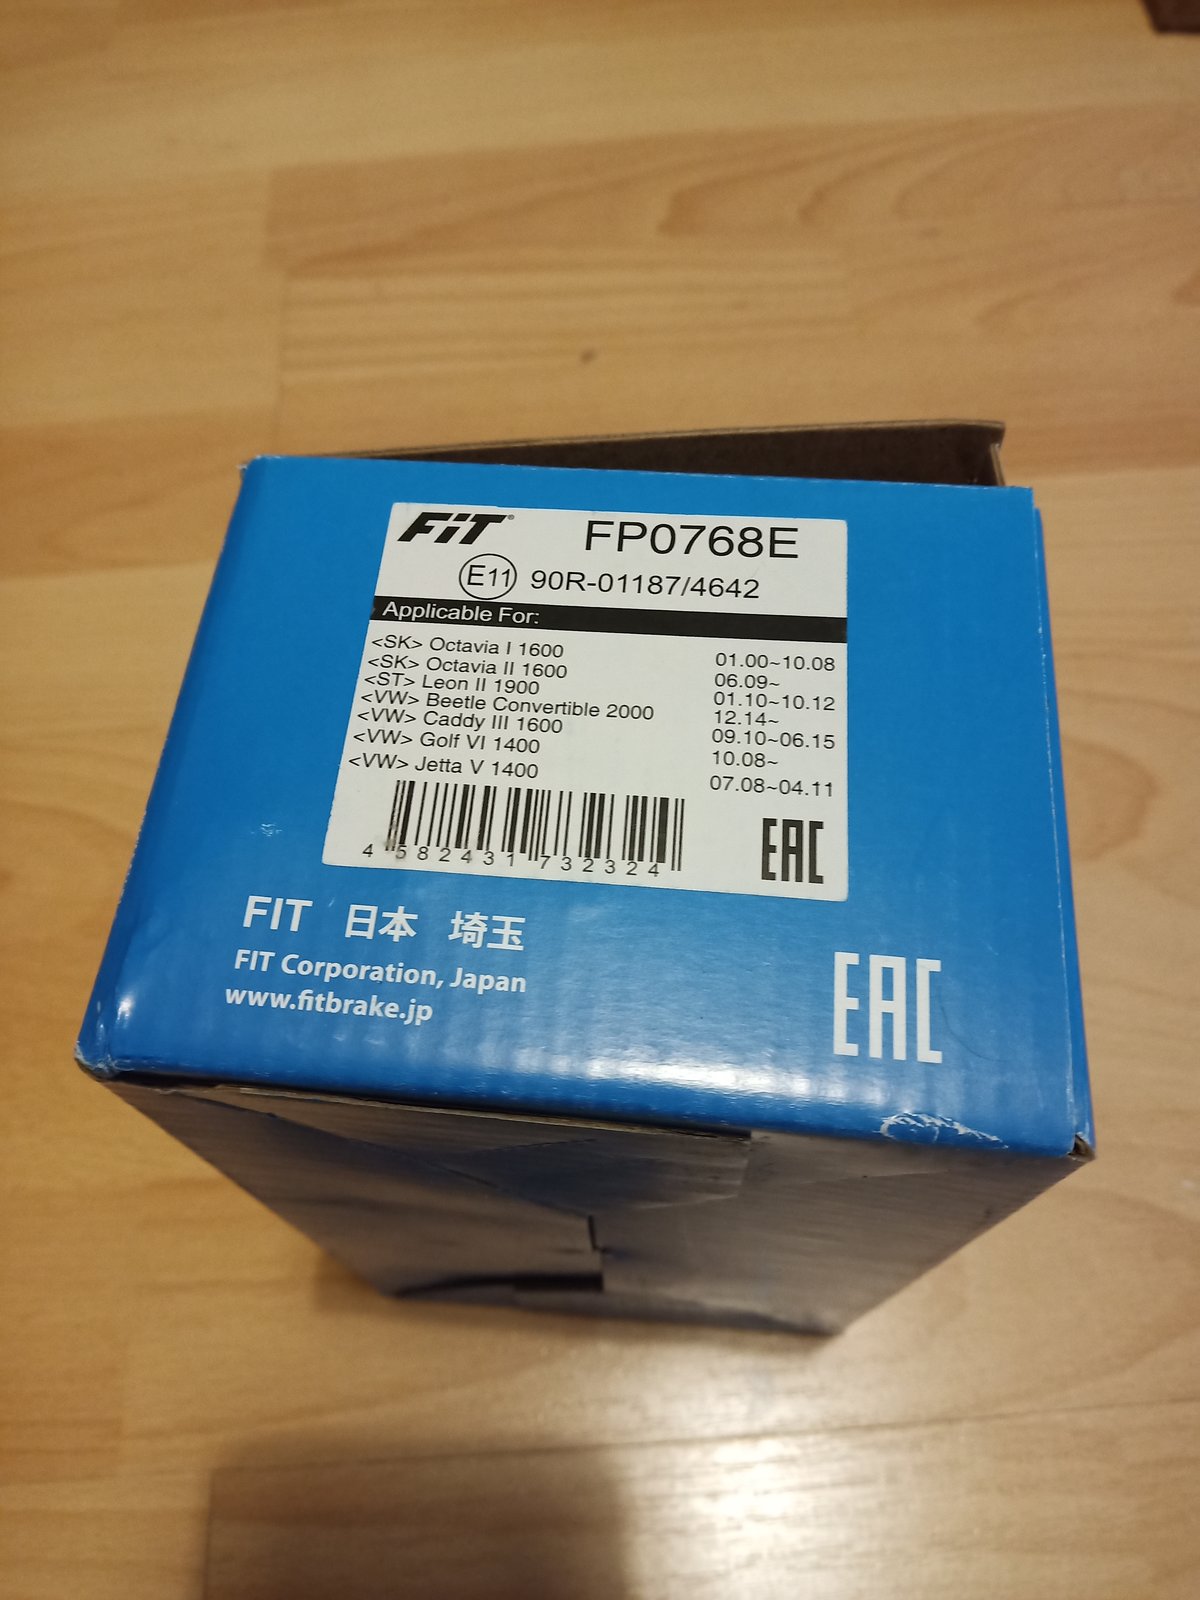 FiT® FP0768E
E11 90R-01187/4642
Applicable For:
<SK> Octavia I 1600 01.00~10.08
<SK> Octavia II 1600 06.09~
<ST> Leon II 1900 01.10~10.12
<VW> Beetle Convertible 2000 12.14~
<VW> Caddy III 1600 09.10~06.15
<VW> Golf VI 1400 10.08~
<VW> Jetta V 1400 07.08~04.11
4 582431 732324
EAC
FIT 日本 埼玉
FIT Corporation, Japan
www.fitbrake.jp
EAC